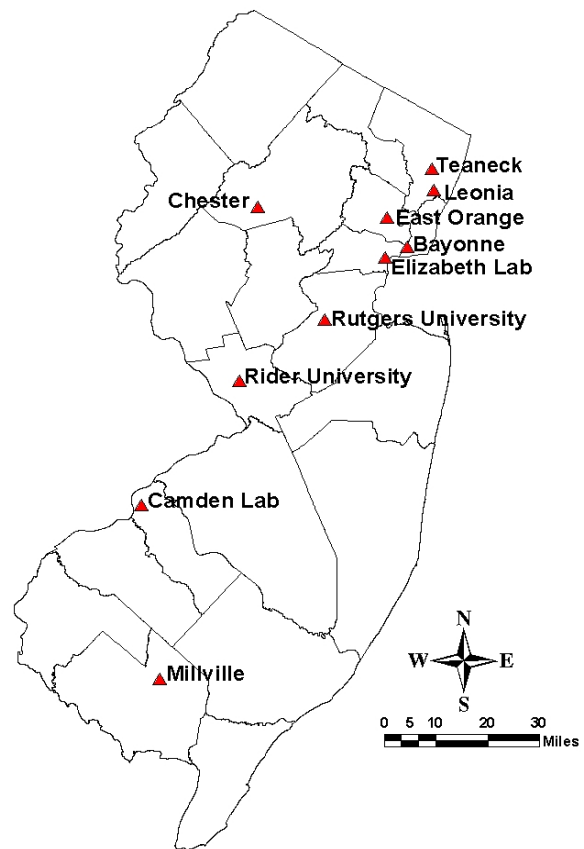 Teaneck
Leonia
Chester
East Orange
Bayonne
Elizabeth Lab
Rutgers University
Rider University
Camden Lab
Millville
N
W E
S
0 5 10 20 30
Miles